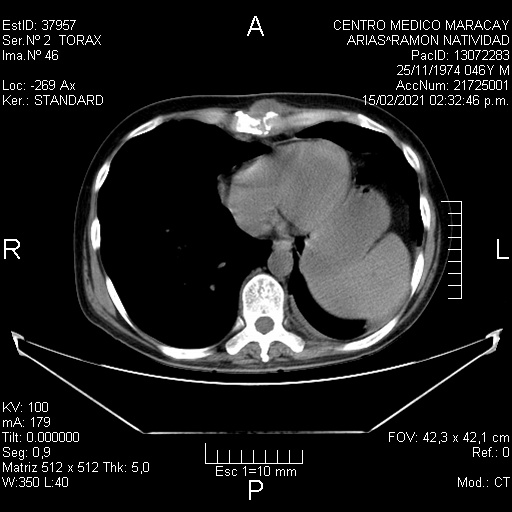 EstID: 37957
Ser.Nº 2 TORAX
Ima.Nº 46
Loc: -269 Ax
Ker.: STANDARD
A
CENTRO MEDICO MARACAY
ARIAS^RAMON NATIVIDAD
PacID: 13072283
25/11/1974 046Y M
AccNum: 21725001
15/02/2021 02:32:46 p.m.
R
L
KV: 100
mA: 179
Tilt: 0.000000
Seg: 0,9
Matriz 512 x 512 Thk: 5,0
W:350 L:40
Esc 1=10 mm
P
FOV: 42,3 x 42,1 cm
Ref.: 0
Mod.: CT